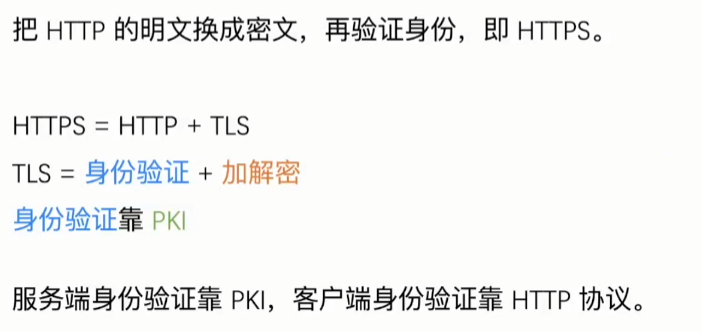 把 HTTP 的明文换成密文，再验证身份，即 HTTPS。
HTTPS = HTTP + TLS
TLS = 身份验证 + 加解密
身份验证靠 PKI
服务端身份验证靠 PKI，客户端身份验证靠 HTTP 协议。